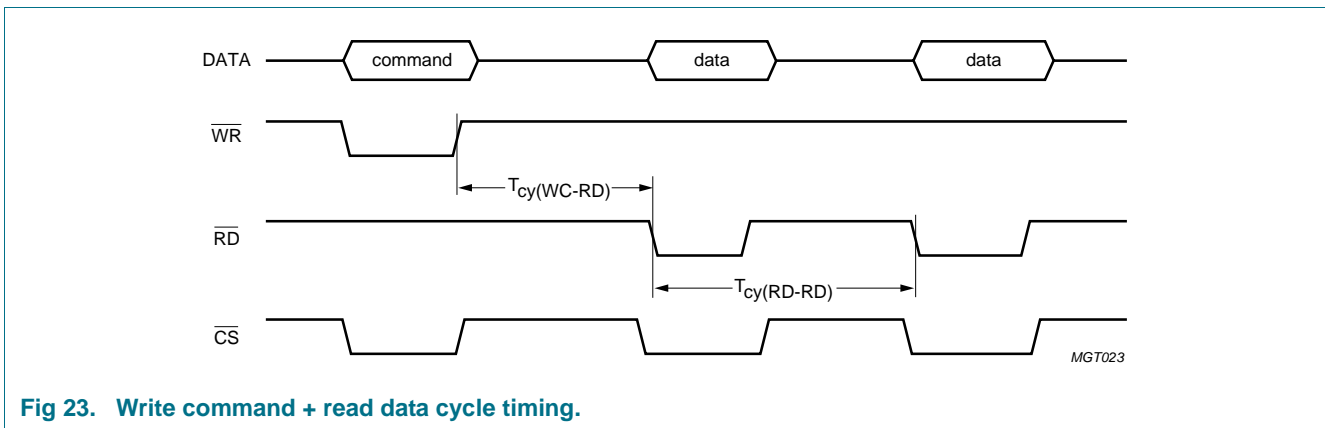 DATA
command
data
data
WR
Tcy(WC-RD)
RD
Tcy(RD-RD)
CS
MGT023
Fig 23. Write command + read data cycle timing.